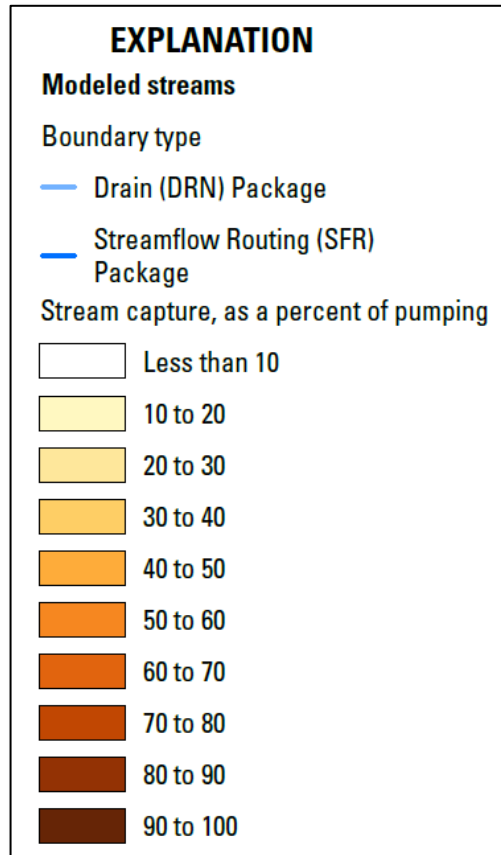 EXPLANATION
Modeled streams
Boundary type
Drain (DRN) Package
Streamflow Routing (SFR)
Package
Stream capture, as a percent of pumping
Less than 10
10 to 20
20 to 30
30 to 40
40 to 50
50 to 60
60 to 70
70 to 80
80 to 90
90 to 100